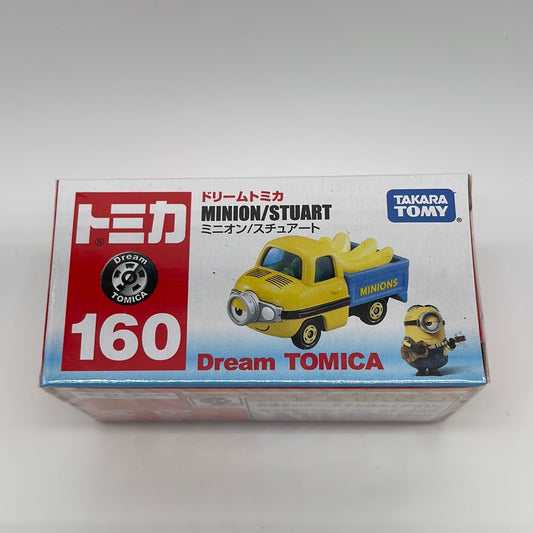 トミカ
®
Dream
TOMICA
160
ドリームトミカ
MINION/STUART
ミニオン/スチュアート
TAKARA
TOMY®
MINIONS
Dream TOMICA